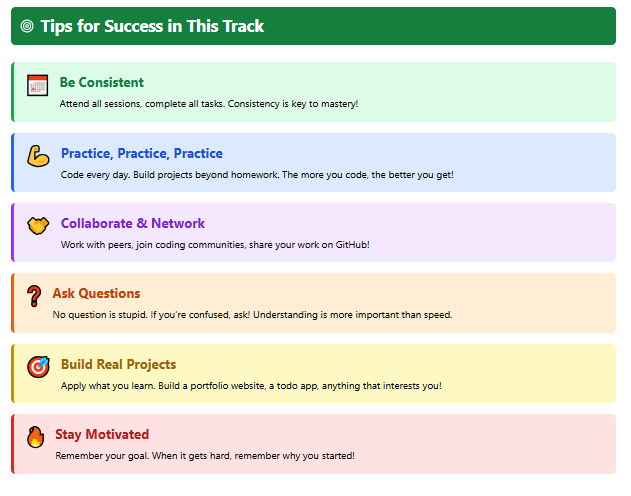 Tips for Success in This Track
Be Consistent
Attend all sessions, complete all tasks. Consistency is key to mastery!
Practice, Practice, Practice
Code every day. Build projects beyond homework. The more you code, the better you get!
Collaborate & Network
Work with peers, join coding communities, share your work on GitHub!
Ask Questions
No question is stupid. If you're confused, ask! Understanding is more important than speed.
Build Real Projects
Apply what you learn. Build a portfolio website, a todo app, anything that interests you!
Stay Motivated
Remember your goal. When it gets hard, remember why you started!